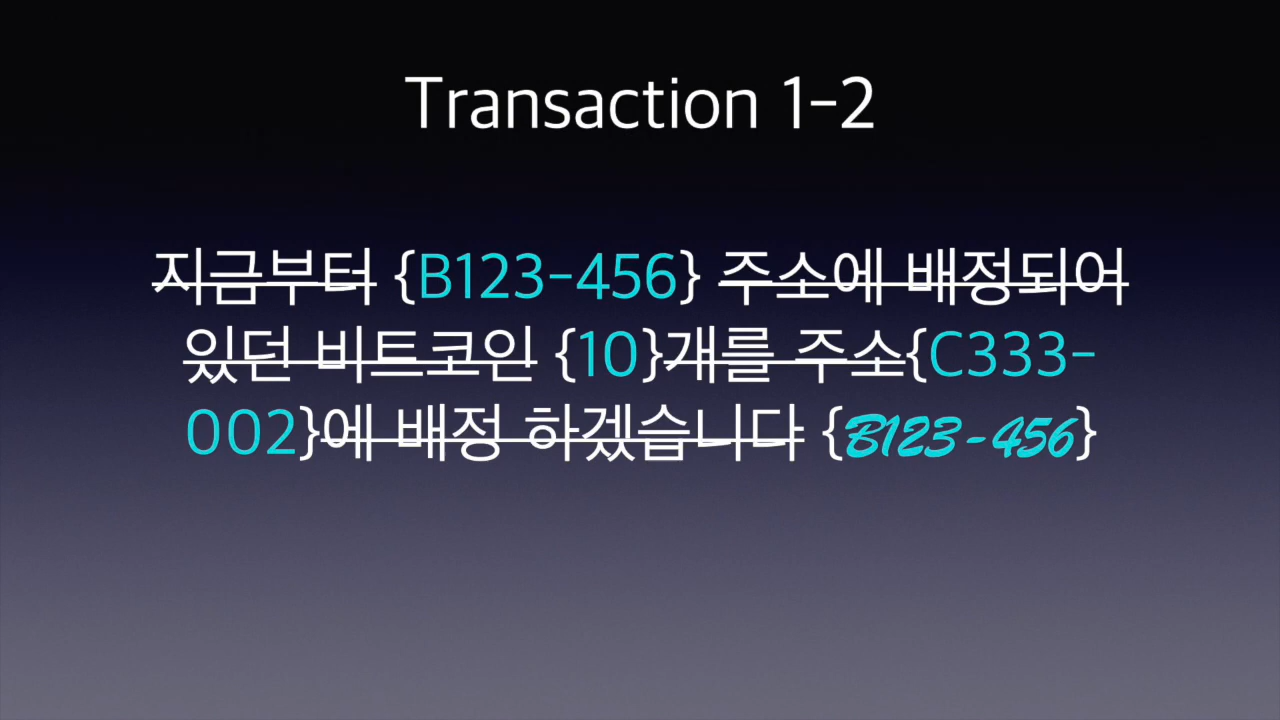 Transaction 1-2
지금부터 {B123-456} 주소에 배정되어
있던 비트코인 {10}개를 주소{C333-
002}에 배정 하겠습니다 {B123-456}